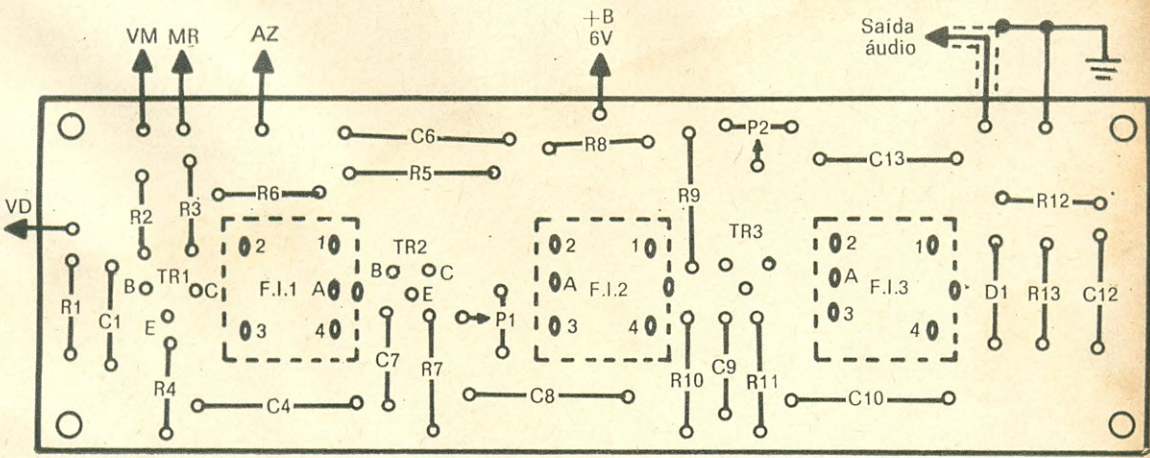 +B
6V
Saída
áudio
VM MR AZ
C6
R8
P2
C13
R5
R2
R3
R6
R9
R12
VD
2 1
TR2
2 1
TR3
2 1
B C
TR1
B C
F.I.1 A
E
A F.I.2
A F.I.3
R1
C1
D1
R13
C12
E
3 4
P1
3 4
3 4
R4
C7
R7
R10
C9
R11
C4
C8
C10